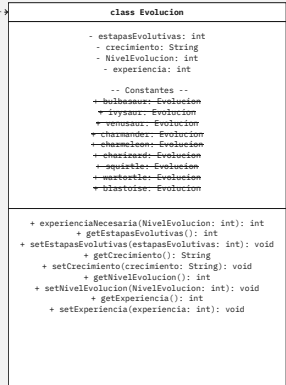 class Evolucion
- estapasEvolutivas: int
- crecimiento: String
- NivelEvolucion: int
- experiencia: int
-- Constantes --
+ bulbasaur: Evolucion
+ ivysaur: Evolucion
+ venusaur: Evolucion
+ charmander: Evolucion
+ charmeleon: Evolucion
+ charizard: Evolucion
+ squirtle: Evolucion
+ wartortle: Evolucion
+ blastoise: Evolucion
+ experienciaNecesaria(NivelEvolucion: int): int
+ getEstapasEvolutivas(): int
+ setEstapasEvolutivas(estapasEvolutivas: int): void
+ getCrecimiento(): String
+ setCrecimiento(crecimiento: String): void
+ getNivelEvolucion(): int
+ setNivelEvolucion(NivelEvolucion: int): void
+ getExperiencia(): int
+ setExperiencia(experiencia: int): void